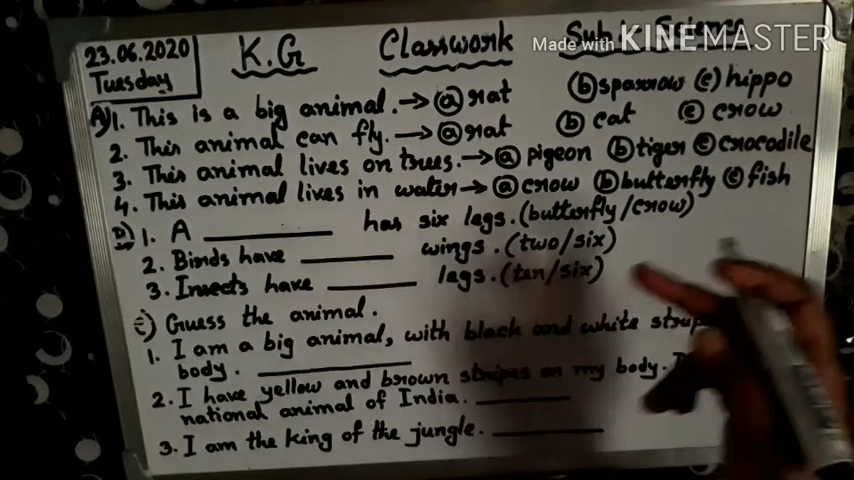 23.06.2020 K.G Classwork Sub: Science
Tuesday
Made with KINEMASTER
A) 1. This is a big animal. → (a) rat (b) sparrow (c) hippo
2. This animal can fly. → (a) rat (b) cat (c) crow
3. This animal lives on trees. → (a) pigeon (b) tiger (c) crocodile
4. This animal lives in water → (a) crow (b) butterfly (c) fish
B) 1. A ________ has six legs. (butterfly/crow)
2. Birds have ________ wings. (two/six)
3. Insects have ________ legs. (ten/six)
C) Guess the animal.
1. I am a big animal, with black and white
body. ________
2. I have yellow and brown stripes on my body.
national animal of India. ________
3. I am the king of the jungle. ________